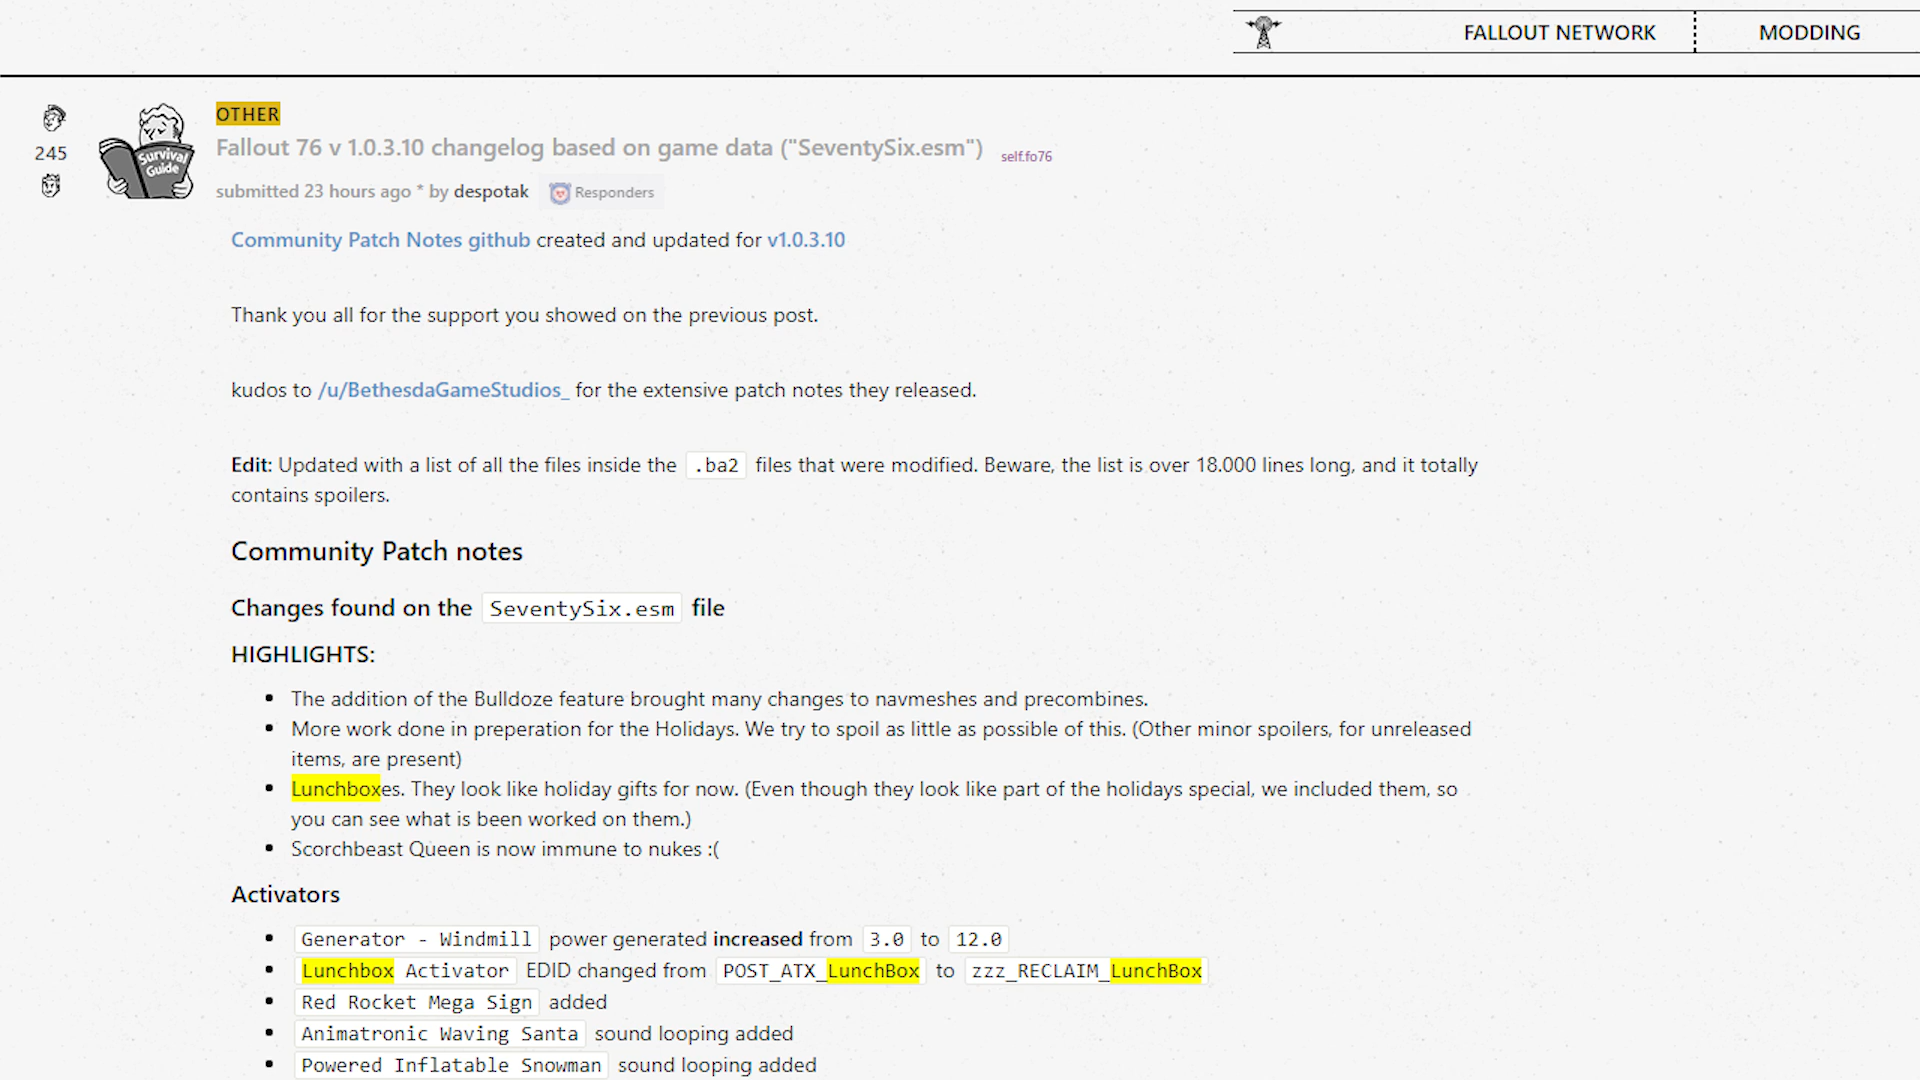 FALLOUT NETWORK
MODDING
OTHER
245
Survival
Guide
Fallout 76 v 1.0.3.10 changelog based on game data ("SeventySix.esm") self.fo76
submitted 23 hours ago * by despotak Responders
Community Patch Notes github created and updated for v1.0.3.10
Thank you all for the support you showed on the previous post.
kudos to /u/BethesdaGameStudios_ for the extensive patch notes they released.
Edit: Updated with a list of all the files inside the .ba2 files that were modified. Beware, the list is over 18.000 lines long, and it totally
contains spoilers.
Community Patch notes
Changes found on the SeventySix.esm file
HIGHLIGHTS:
• The addition of the Bulldoze feature brought many changes to navmeshes and precombines.
• More work done in preperation for the Holidays. We try to spoil as little as possible of this. (Other minor spoilers, for unreleased
items, are present)
• Lunchboxes. They look like holiday gifts for now. (Even though they look like part of the holidays special, we included them, so
you can see what is been worked on them.)
• Scorchbeast Queen is now immune to nukes :(
Activators
• Generator - Windmill power generated increased from 3.0 to 12.0
• Lunchbox Activator EDID changed from POST_ATX_LunchBox to zzz_RECLAIM_LunchBox
• Red Rocket Mega Sign added
• Animatronic Waving Santa sound looping added
• Powered Inflatable Snowman sound looping added